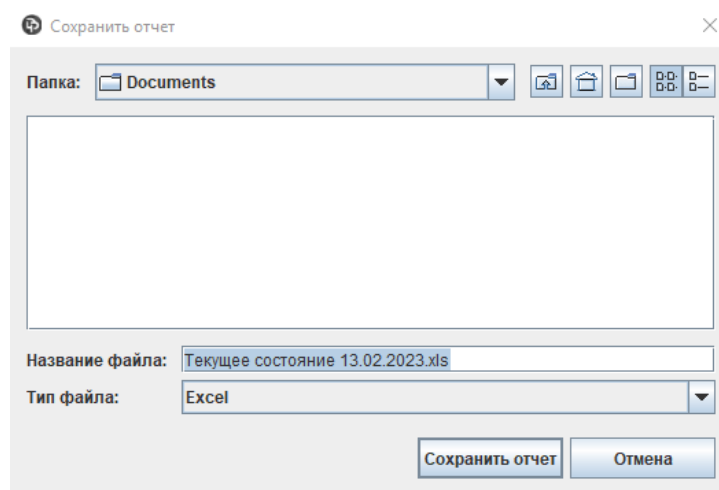 Сохранить отчет
Папка: Documents
Название файла: Текущее состояние 13.02.2023.xls
Тип файла: Excel
Сохранить отчет Отмена